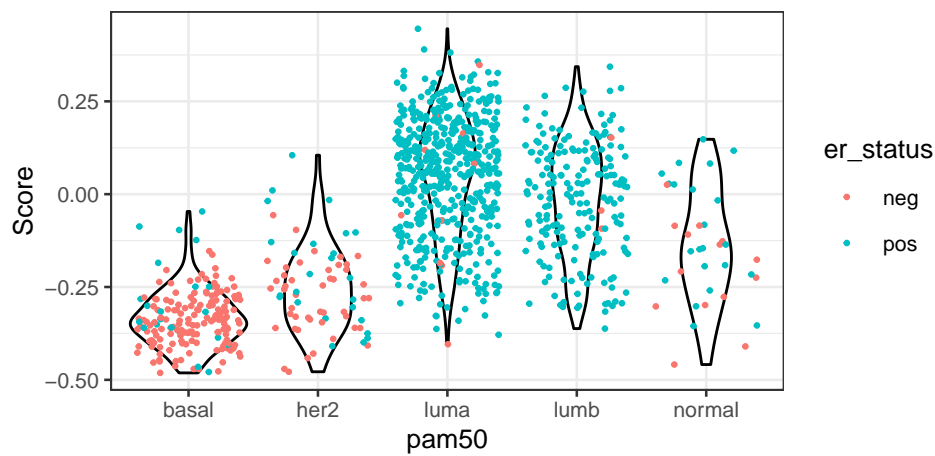 0.25
0.00
−0.25
−0.50
Score
basal
her2
luma
lumb
normal
pam50
er_status
neg
pos